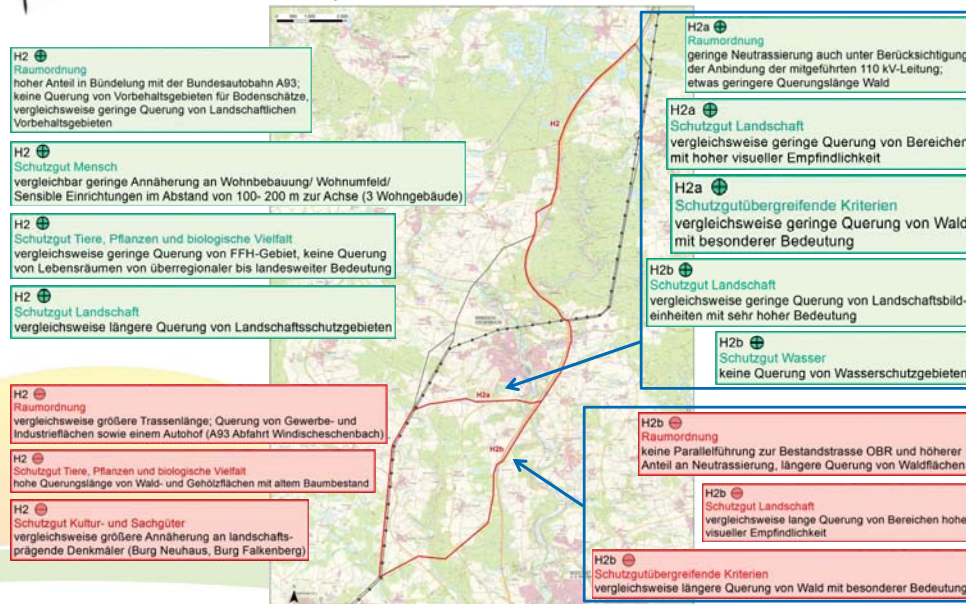 H2 ⊕
Raumordnung
hoher Anteil in Bündelung mit der Bundesautobahn A93;
keine Querung von Vorbehaltsgebieten für Bodenschätze,
vergleichsweise geringe Querung von Landschaftlichen
Vorbehaltsgebieten
H2 ⊕
Schutzgut Mensch
vergleichbar geringe Annäherung an Wohnbebauung/ Wohnumfeld/
Sensible Einrichtungen im Abstand von 100- 200 m zur Achse (3 Wohngebäude)
H2 ⊕
Schutzgut Tiere, Pflanzen und biologische Vielfalt
vergleichsweise geringe Querung von FFH-Gebiet, keine Querung
von Lebensräumen von überregionaler bis landesweiter Bedeutung
H2 ⊕
Schutzgut Landschaft
vergleichsweise längere Querung von Landschaftsschutzgebieten
H2 ⊖
Raumordnung
vergleichsweise größere Trassenlänge; Querung von Gewerbe- und
Industrieflächen sowie einem Autohof (A93 Abfahrt Windischeschenbach)
H2 ⊖
Schutzgut Tiere, Pflanzen und biologische Vielfalt
hohe Querungslänge von Wald- und Gehölzflächen mit altem Baumbestand
H2 ⊖
Schutzgut Kultur- und Sachgüter
vergleichsweise größere Annäherung an landschafts-
prägende Denkmäler (Burg Neuhaus, Burg Falkenberg)
H2
H2a
H2b
H2a ⊕
Raumordnung
geringe Neutrassierung auch unter Berücksichtigung
der Anbindung der mitgeführten 110 kV-Leitung;
etwas geringere Querungslänge Wald
H2a ⊕
Schutzgut Landschaft
vergleichsweise geringe Querung von Bereichen
mit hoher visueller Empfindlichkeit
H2a ⊕
Schutzgutübergreifende Kriterien
vergleichsweise geringe Querung von Wald
mit besonderer Bedeutung
H2b ⊕
Schutzgut Landschaft
vergleichsweise geringe Querung von Landschaftsbild-
einheiten mit sehr hoher Bedeutung
H2b ⊕
Schutzgut Wasser
keine Querung von Wasserschutzgebieten
H2b ⊖
Raumordnung
keine Parallelführung zur Bestandstrasse OBR und höherer
Anteil an Neutrassierung, längere Querung von Waldflächen
H2b ⊖
Schutzgut Landschaft
vergleichsweise lange Querung von Bereichen hohe
visueller Empfindlichkeit
H2b ⊖
Schutzgutübergreifende Kriterien
vergleichsweise längere Querung von Wald mit besonderer Bedeutung